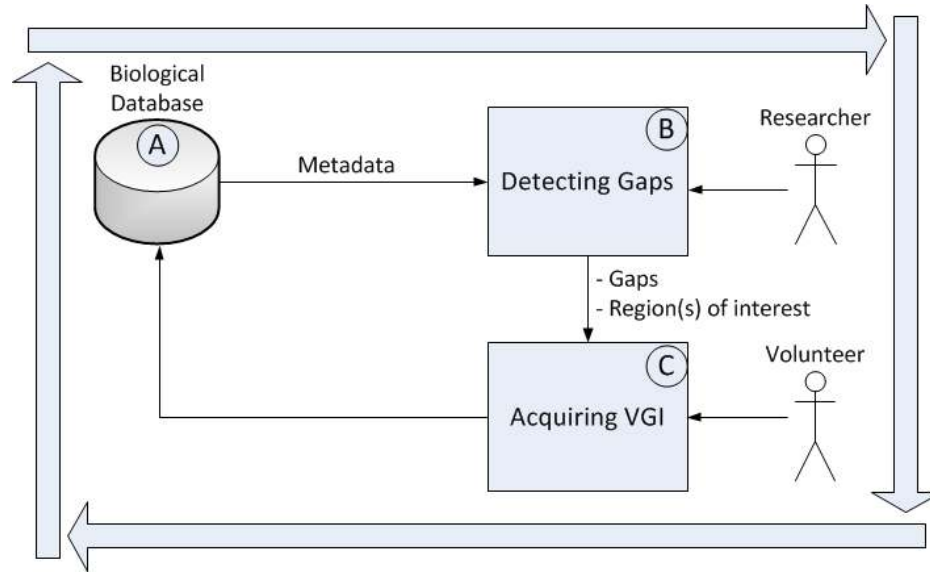 Biological
Database
A
Metadata
B
Detecting Gaps
Researcher
- Gaps
- Region(s) of interest
C
Acquiring VGI
Volunteer